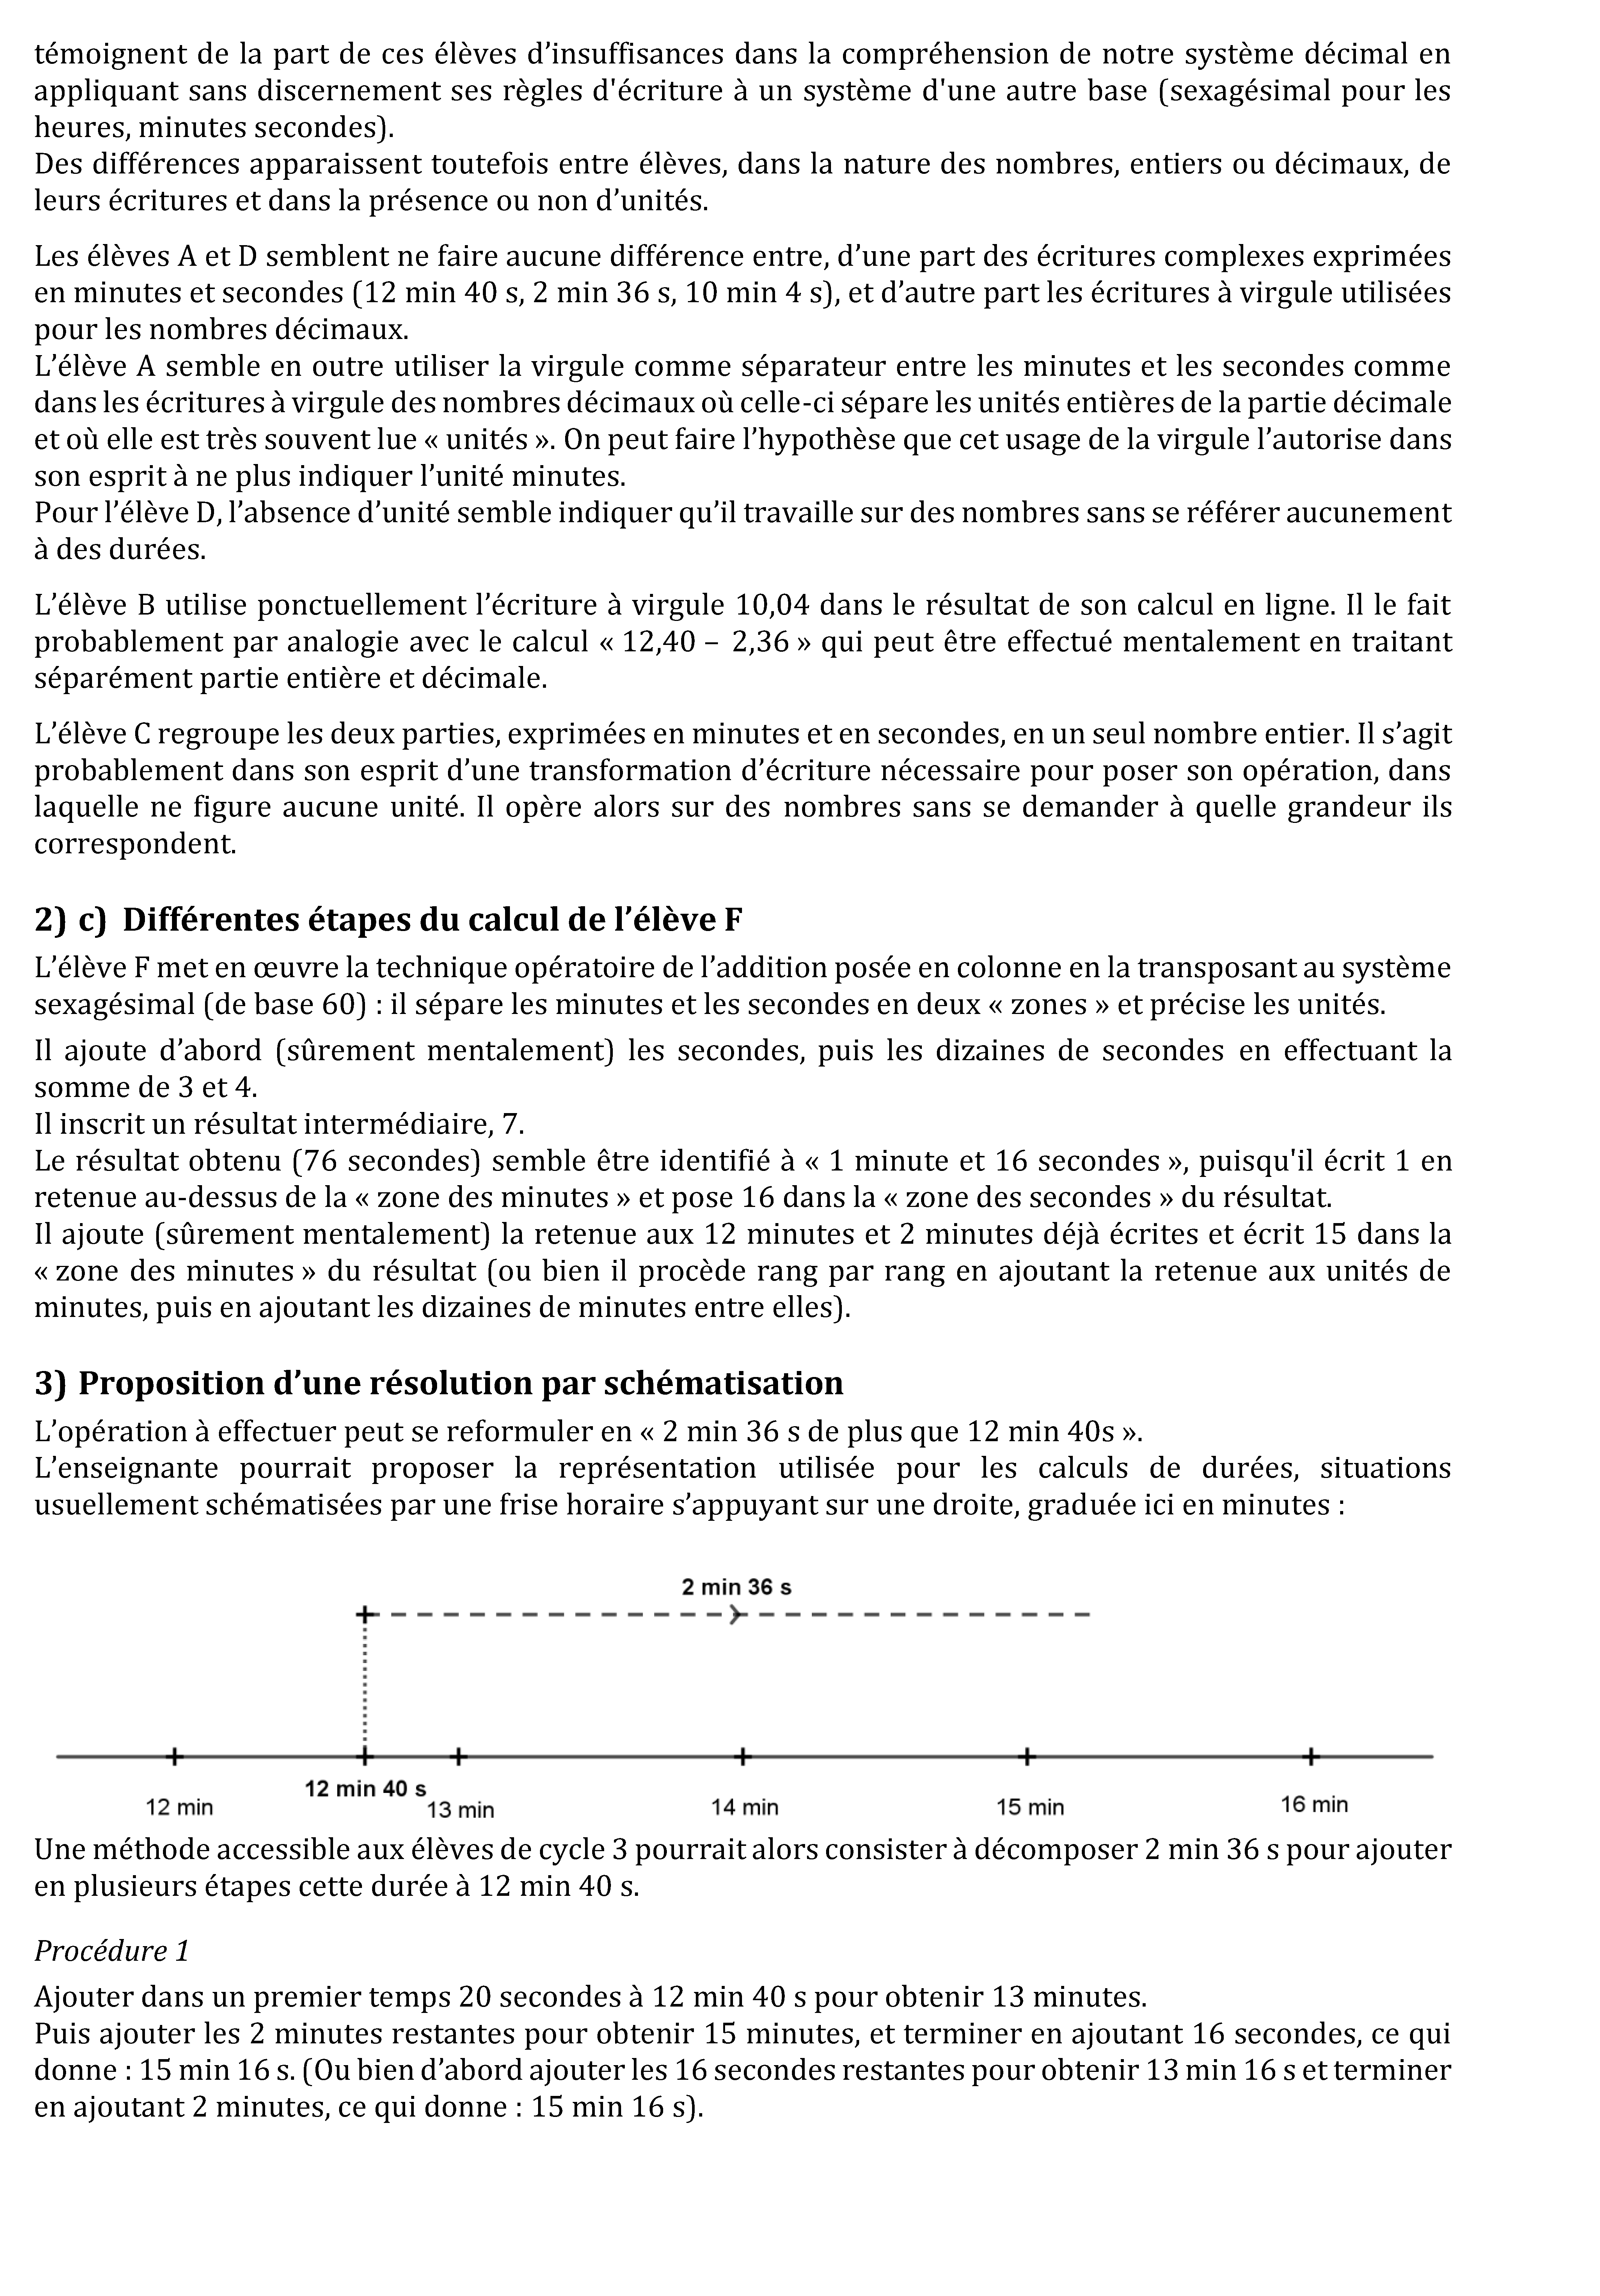 témoignent de la part de ces élèves d’insuffisances dans la compréhension de notre système décimal en
appliquant sans discernement ses règles d'écriture à un système d'une autre base (sexagésimal pour les
heures, minutes secondes).
Des différences apparaissent toutefois entre élèves, dans la nature des nombres, entiers ou décimaux, de
leurs écritures et dans la présence ou non d’unités.
Les élèves A et D semblent ne faire aucune différence entre, d’une part des écritures complexes exprimées
en minutes et secondes (12 min 40 s, 2 min 36 s, 10 min 4 s), et d’autre part les écritures à virgule utilisées
pour les nombres décimaux.
L’élève A semble en outre utiliser la virgule comme séparateur entre les minutes et les secondes comme
dans les écritures à virgule des nombres décimaux où celle-ci sépare les unités entières de la partie décimale
et où elle est très souvent lue « unités ». On peut faire l’hypothèse que cet usage de la virgule l’autorise dans
son esprit à ne plus indiquer l’unité minutes.
Pour l’élève D, l’absence d’unité semble indiquer qu’il travaille sur des nombres sans se référer aucunement
à des durées.
L’élève B utilise ponctuellement l’écriture à virgule 10,04 dans le résultat de son calcul en ligne. Il le fait
probablement par analogie avec le calcul « 12,40 – 2,36 » qui peut être effectué mentalement en traitant
séparément partie entière et décimale.
L’élève C regroupe les deux parties, exprimées en minutes et en secondes, en un seul nombre entier. Il s’agit
probablement dans son esprit d’une transformation d’écriture nécessaire pour poser son opération, dans
laquelle ne figure aucune unité. Il opère alors sur des nombres sans se demander à quelle grandeur ils
correspondent.
2) c) Différentes étapes du calcul de l’élève F
L’élève F met en œuvre la technique opératoire de l’addition posée en colonne en la transposant au système
sexagésimal (de base 60) : il sépare les minutes et les secondes en deux « zones » et précise les unités.
Il ajoute d’abord (sûrement mentalement) les secondes, puis les dizaines de secondes en effectuant la
somme de 3 et 4.
Il inscrit un résultat intermédiaire, 7.
Le résultat obtenu (76 secondes) semble être identifié à « 1 minute et 16 secondes », puisqu'il écrit 1 en
retenue au-dessus de la « zone des minutes » et pose 16 dans la « zone des secondes » du résultat.
Il ajoute (sûrement mentalement) la retenue aux 12 minutes et 2 minutes déjà écrites et écrit 15 dans la
« zone des minutes » du résultat (ou bien il procède rang par rang en ajoutant la retenue aux unités de
minutes, puis en ajoutant les dizaines de minutes entre elles).
3) Proposition d’une résolution par schématisation
L’opération à effectuer peut se reformuler en « 2 min 36 s de plus que 12 min 40s ».
L’enseignante pourrait proposer la représentation utilisée pour les calculs de durées, situations
usuellement schématisées par une frise horaire s’appuyant sur une droite, graduée ici en minutes :
2 min 36 s
12 min 40 s
12 min 13 min 14 min 15 min 16 min
Une méthode accessible aux élèves de cycle 3 pourrait alors consister à décomposer 2 min 36 s pour ajouter
en plusieurs étapes cette durée à 12 min 40 s.
Procédure 1
Ajouter dans un premier temps 20 secondes à 12 min 40 s pour obtenir 13 minutes.
Puis ajouter les 2 minutes restantes pour obtenir 15 minutes, et terminer en ajoutant 16 secondes, ce qui
donne : 15 min 16 s. (Ou bien d’abord ajouter les 16 secondes restantes pour obtenir 13 min 16 s et terminer
en ajoutant 2 minutes, ce qui donne : 15 min 16 s).